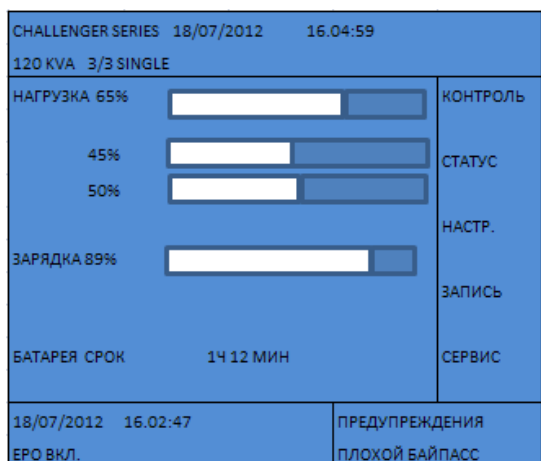 CHALLENGER SERIES 18/07/2012 16.04:59
120 KVA 3/3 SINGLE
НАГРУЗКА 65%
КОНТРОЛЬ
45%
СТАТУС
50%
НАСТР.
ЗАРЯДКА 89%
ЗАПИСЬ
БАТАРЕЯ СРОК 1Ч 12 МИН
СЕРВИС
18/07/2012 16.02:47
ПРЕДУПРЕЖДЕНИЯ
ЕРО ВКЛ.
ПЛОХОЙ БАЙПАСС